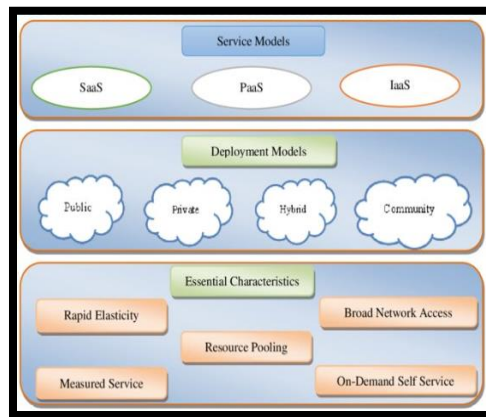 Service Models
SaaS
PaaS
IaaS
Deployment Models
Public
Private
Hybrid
Community
Essential Characteristics
Rapid Elasticity
Broad Network Access
Resource Pooling
Measured Service
On-Demand Self Service